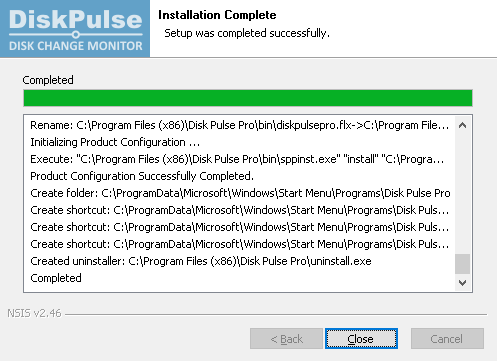 DiskPulse
DISK CHANGE MONITOR
Installation Complete
Setup was completed successfully.
Completed
Rename: C:\Program Files (x86)\Disk Pulse Pro\bin\diskpulsepro.flx->C:\Program File...
Initializing Product Configuration ...
Execute: "C:\Program Files (x86)\Disk Pulse Pro\bin\sppinst.exe" "install" "C:\Progra...
Product Configuration Successfully Completed.
Create folder: C:\ProgramData\Microsoft\Windows\Start Menu\Programs\Disk Pulse Pro
Create shortcut: C:\ProgramData\Microsoft\Windows\Start Menu\Programs\Disk Puls...
Create shortcut: C:\ProgramData\Microsoft\Windows\Start Menu\Programs\Disk Puls...
Create shortcut: C:\ProgramData\Microsoft\Windows\Start Menu\Programs\Disk Puls...
Created uninstaller: C:\Program Files (x86)\Disk Pulse Pro\uninstall.exe
Completed
NSIS v2.46
< Back
Close
Cancel